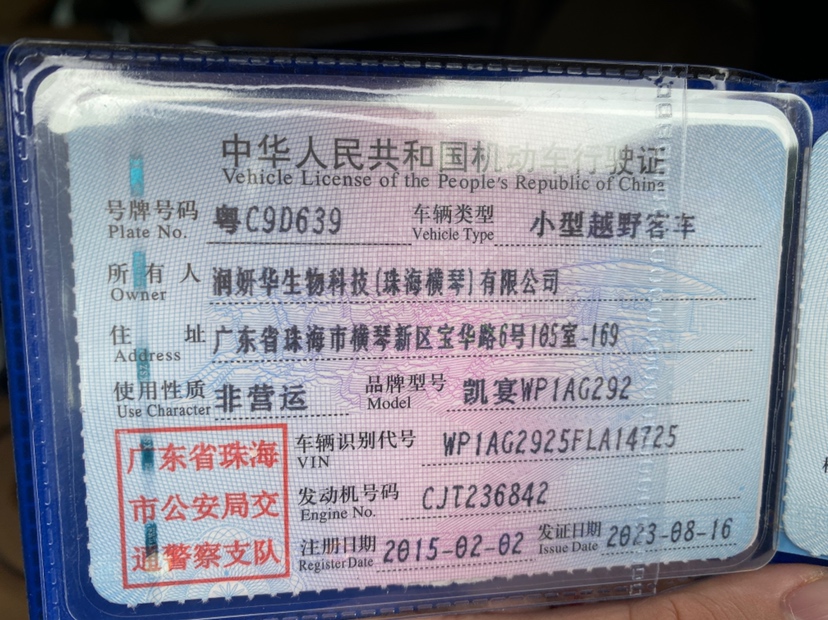 中华人民共和国机动车行驶证
Vehicle License of the People's Republic of China
号牌号码 粤C9D639 车辆类型 小型越野客车
Plate No. Vehicle Type
所有人 润妍华生物科技(珠海横琴)有限公司
Owner
住址 广东省珠海市横琴新区宝华路6号105室-169
Address
使用性质 非营运 品牌型号 凯宴WP1AG292
Use Character Model
广东省珠海
市公安局交
通警察支队
车辆识别代号 WP1AG2925FLA14725
VIN
发动机号码 CJT236842
Engine No.
注册日期 2015-02-02 发证日期 2023-08-16
Register Date Issue Date